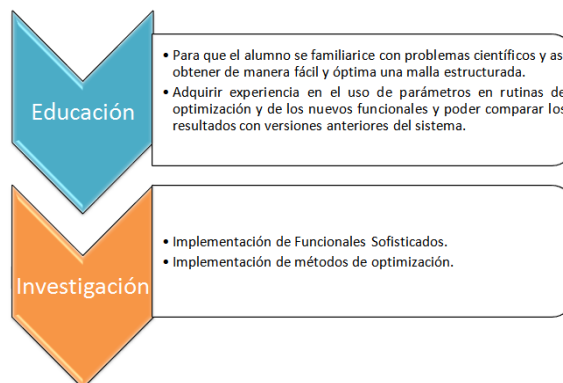 Educación
• Para que el alumno se familiarice con problemas científicos y as
obtener de manera fácil y óptima una malla estructurada.
• Adquirir experiencia en el uso de parámetros en rutinas de
optimización y de los nuevos funcionales y poder comparar los
resultados con versiones anteriores del sistema.
Investigación
• Implementación de Funcionales Sofisticados.
• Implementación de métodos de optimización.